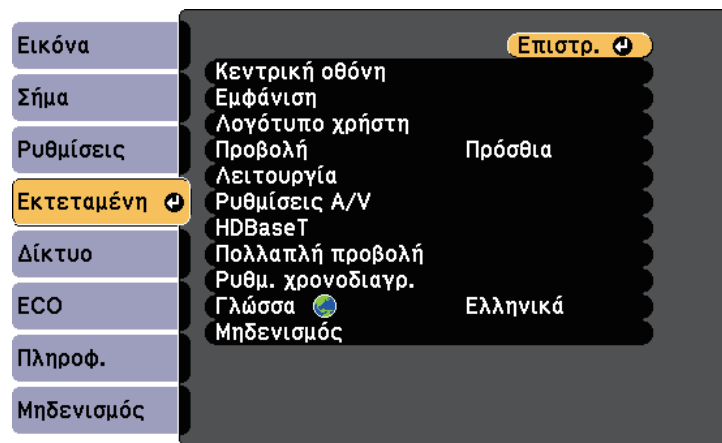 Εικόνα
Σήμα
Ρυθμίσεις
Εκτεταμένη
Δίκτυο
ECO
Πληροφ.
Μηδενισμός
Επιστρ.
Κεντρική οθόνη
Εμφάνιση
Λογότυπο χρήστη
Προβολή Πρόσθια
Λειτουργία
Ρυθμίσεις A/V
HDBaseT
Πολλαπλή προβολή
Ρυθμ. χρονοδιαγρ.
Γλώσσα Ελληνικά
Μηδενισμός